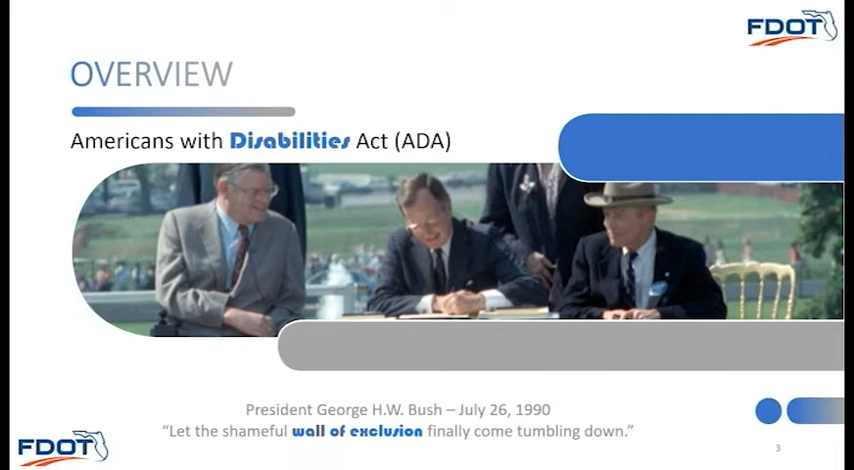 FDOT
OVERVIEW
Americans with Disabilities Act (ADA)
President George H.W. Bush – July 26, 1990
“Let the shameful wall of exclusion finally come tumbling down.”
FDOT
3